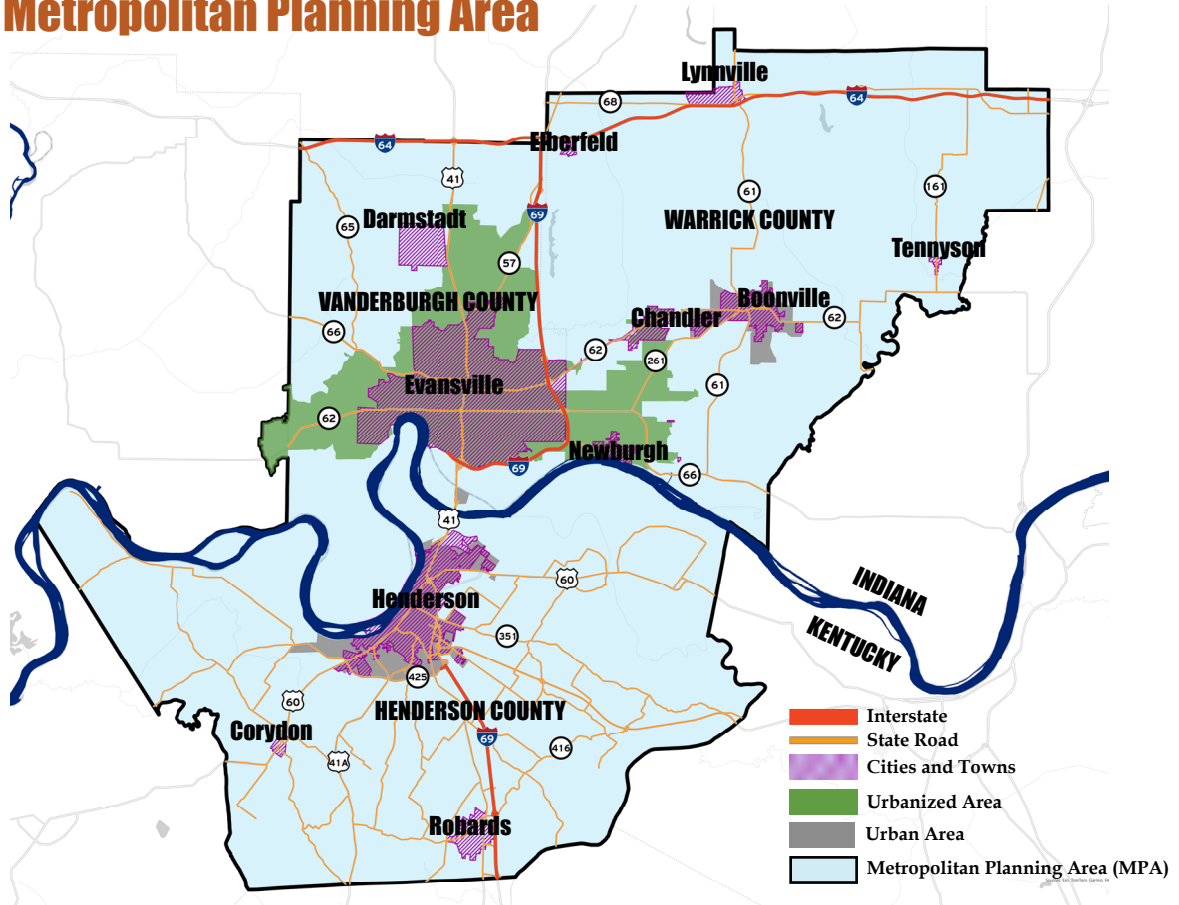 Metropolitan Planning Area
Lynnville
68
64
Elberfeld
64
41
61
161
69
65
Darmstadt
WARRICK COUNTY
Tennyson
57
VANDERBURGH COUNTY
Boonville
Chandler
62
66
62
261
Evansville
61
62
Newburgh
69
66
41
INDIANA
60
Henderson
KENTUCKY
351
425
60
HENDERSON COUNTY
Corydon
69
416
41A
Robards
Interstate
State Road
Cities and Towns
Urbanized Area
Urban Area
Metropolitan Planning Area (MPA)